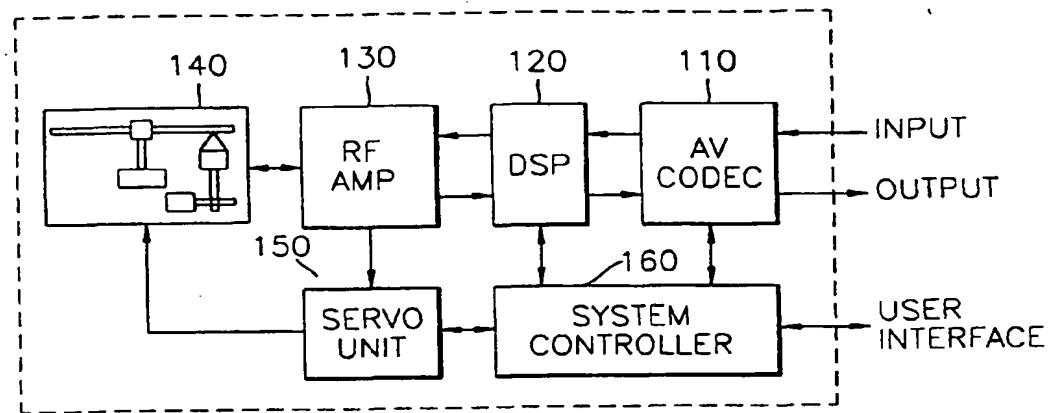 140
130
120
110
RF
AMP
DSP
AV
CODEC
INPUT
OUTPUT
150
160
SERVO
UNIT
SYSTEM
CONTROLLER
USER
INTERFACE